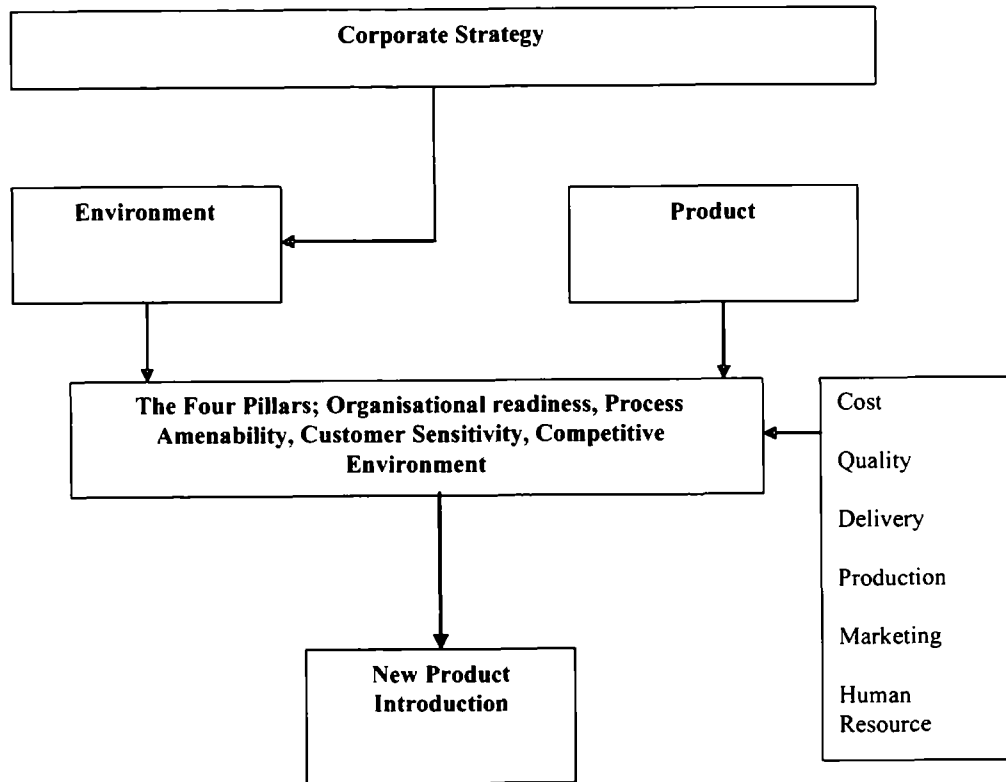 Corporate Strategy
Environment
Product
The Four Pillars; Organisational readiness, Process
Amenability, Customer Sensitivity, Competitive
Environment
Cost
Quality
Delivery
Production
Marketing
Human
Resource
New Product
Introduction